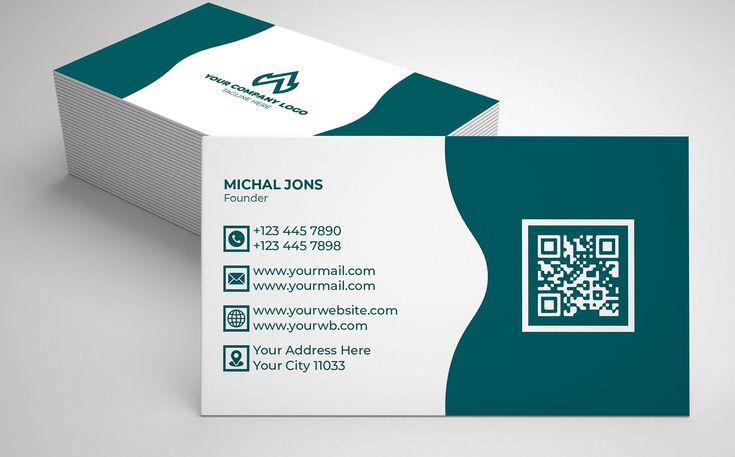 YOUR COMPANY LOGO
TAGLINE HERE
MICHAL JONS
Founder
+123 445 7890
+123 445 7898
www.yourmail.com
www.yourmail.com
www.yourwebsite.com
www.yourwb.com
Your Address Here
Your City 11033